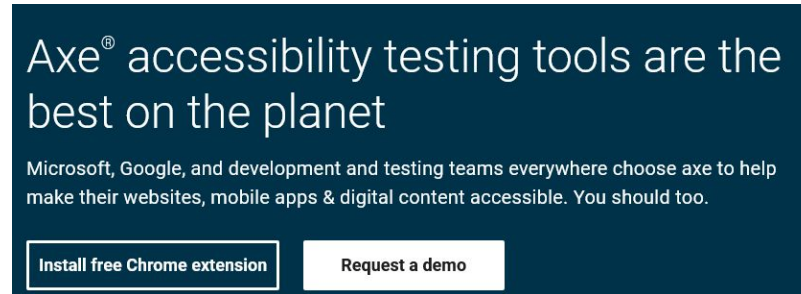 Axe® accessibility testing tools are the
best on the planet
Microsoft, Google, and development and testing teams everywhere choose axe to help
make their websites, mobile apps & digital content accessible. You should too.
Install free Chrome extension
Request a demo